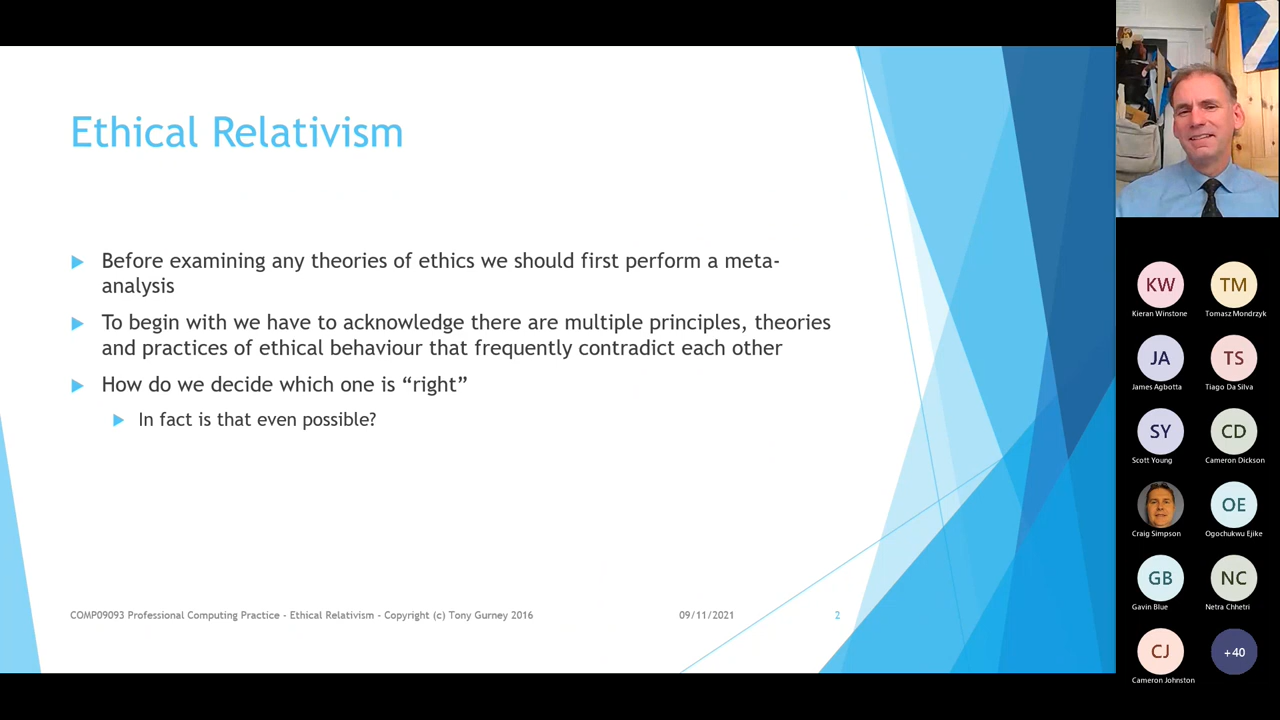 Ethical Relativism
Before examining any theories of ethics we should first perform a meta-
analysis
To begin with we have to acknowledge there are multiple principles, theories
and practices of ethical behaviour that frequently contradict each other
How do we decide which one is “right”
In fact is that even possible?
COMP09093 Professional Computing Practice - Ethical Relativism - Copyright (c) Tony Gurney 2016
09/11/2021
2
KW
TM
Kieran Winstone
Tomasz Mondrzyk
JA
TS
James Agbotta
Tiago Da Silva
SY
CD
Scott Young
Cameron Dickson
OE
Craig Simpson
Ogochukwu Ejike
GB
NC
Gavin Blue
Netra Chhetri
CJ
+40
Cameron Johnston